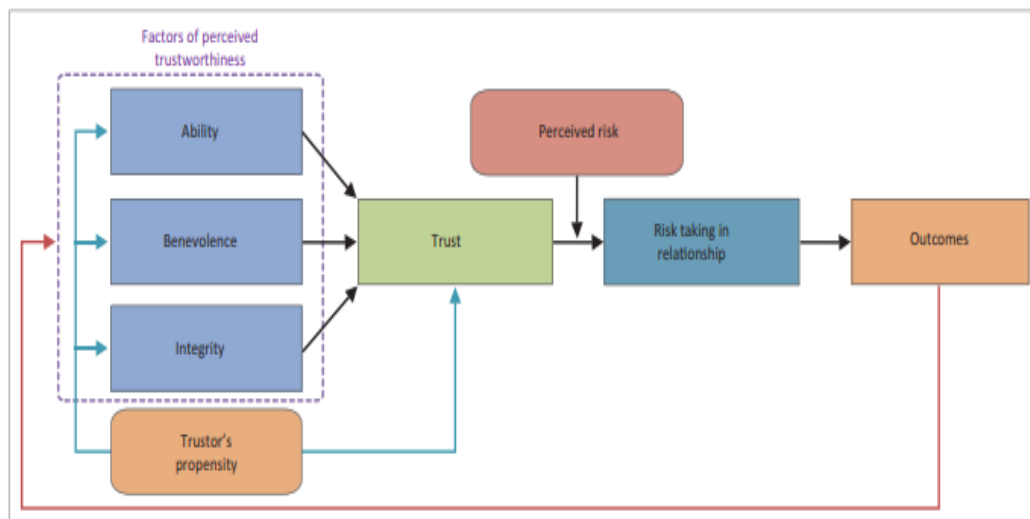 Factors of perceived
trustworthiness
Ability
Perceived risk
Benevolence
Trust
Risk taking in
relationship
Outcomes
Integrity
Trustor's
propensity